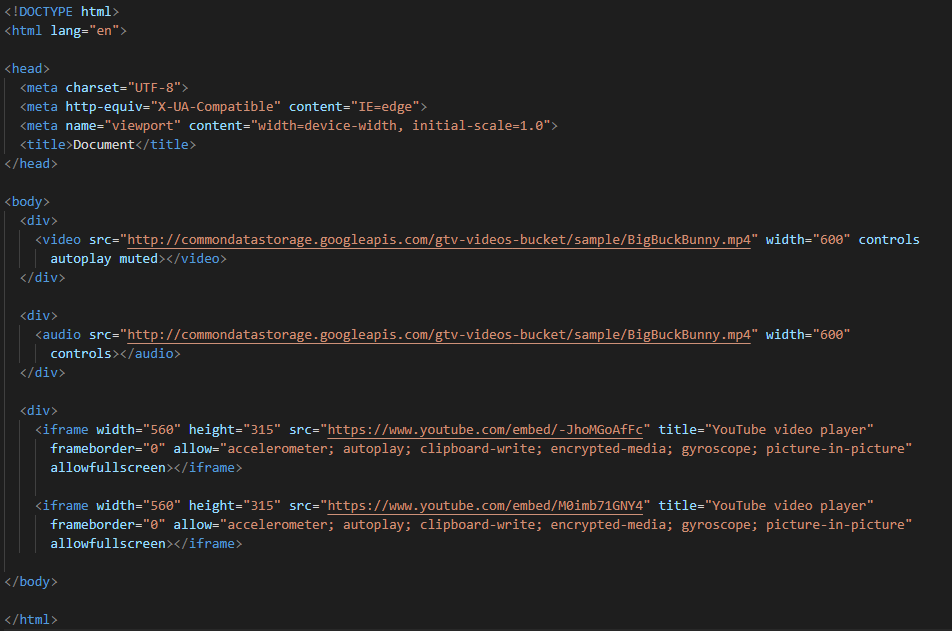 <!DOCTYPE html>
<html lang="en">
<head>
<meta charset="UTF-8">
<meta http-equiv="X-UA-Compatible" content="IE=edge">
<meta name="viewport" content="width=device-width, initial-scale=1.0">
<title>Document</title>
</head>
<body>
<div>
<video src="http://commondatastorage.googleapis.com/gtv-videos-bucket/sample/BigBuckBunny.mp4" width="600" controls
autoplay muted></video>
</div>
<div>
<audio src="http://commondatastorage.googleapis.com/gtv-videos-bucket/sample/BigBuckBunny.mp4" width="600"
controls></audio>
</div>
<div>
<iframe width="560" height="315" src="https://www.youtube.com/embed/-JhoMGoAfFc" title="YouTube video player"
frameborder="0" allow="accelerometer; autoplay; clipboard-write; encrypted-media; gyroscope; picture-in-picture"
allowfullscreen></iframe>
<iframe width="560" height="315" src="https://www.youtube.com/embed/M0imb71GNY4" title="YouTube video player"
frameborder="0" allow="accelerometer; autoplay; clipboard-write; encrypted-media; gyroscope; picture-in-picture"
allowfullscreen></iframe>
</body>
</html>